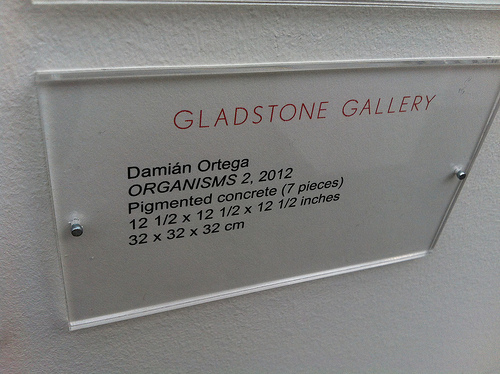 GLADSTONE GALLERY
Damián Ortega
ORGANISMS 2, 2012
Pigmented concrete (7 pieces)
12 1/2 x 12 1/2 x 12 1/2 inches
32 x 32 x 32 cm